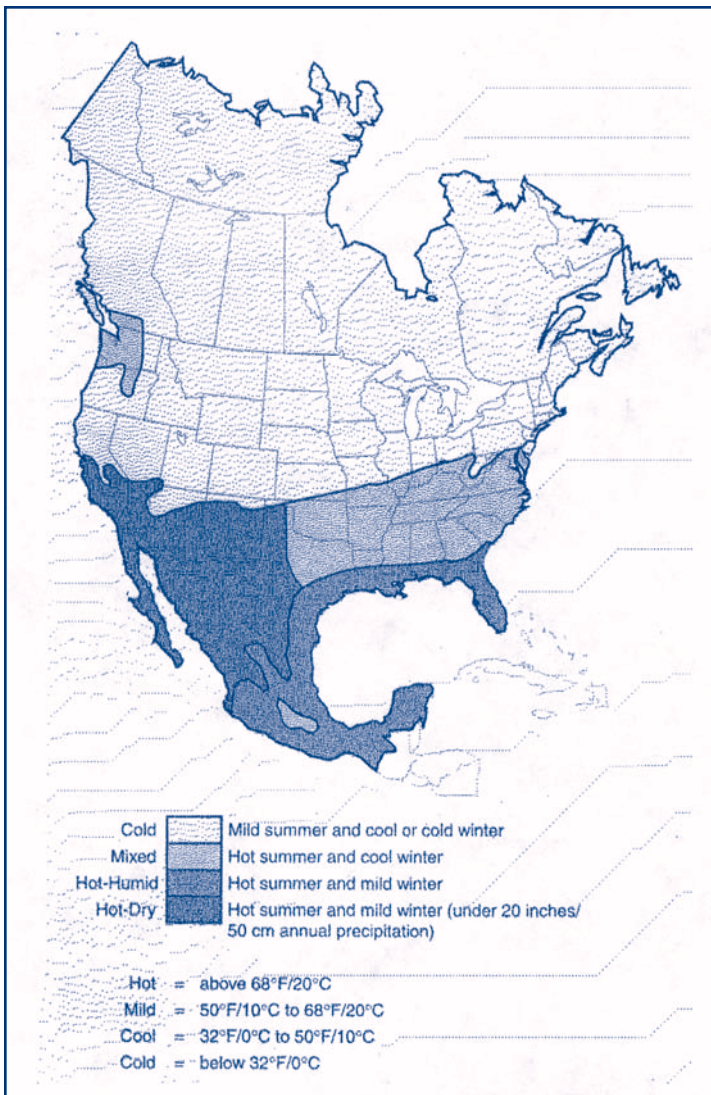 Cold Mild summer and cool or cold winter
Mixed Hot summer and cool winter
Hot-Humid Hot summer and mild winter
Hot-Dry Hot summer and mild winter (under 20 inches/
50 cm annual precipitation)
Hot = above 68°F/20°C
Mild = 50°F/10°C to 68°F/20°C
Cool = 32°F/0°C to 50°F/10°C
Cold = below 32°F/0°C